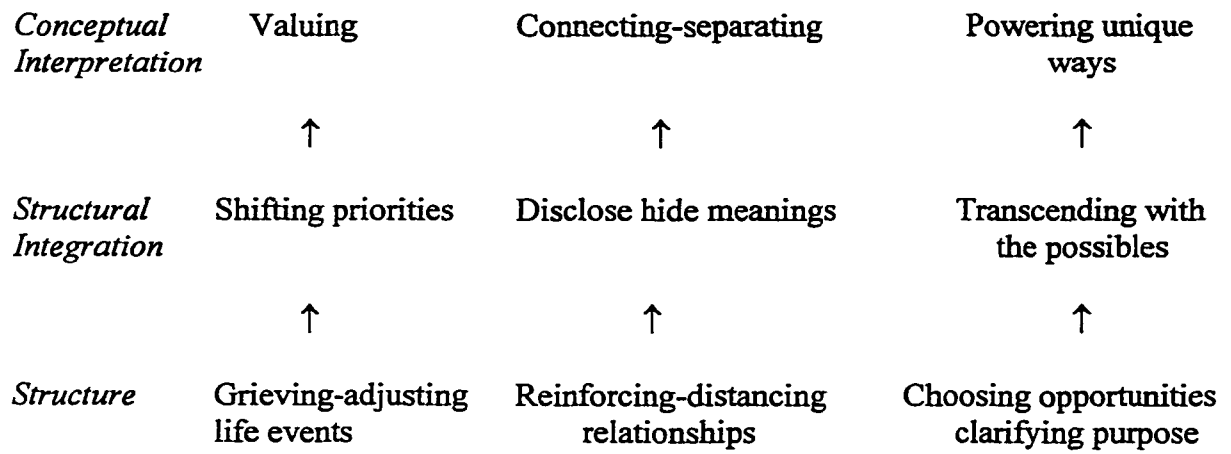 Conceptual Valuing Connecting-separating Powering unique
Interpretation ways
↑ ↑ ↑
Structural Shifting priorities Disclose hide meanings Transcending with
Integration the possibles
↑ ↑ ↑
Structure Grieving-adjusting Reinforcing-distancing Choosing opportunities
life events relationships clarifying purpose